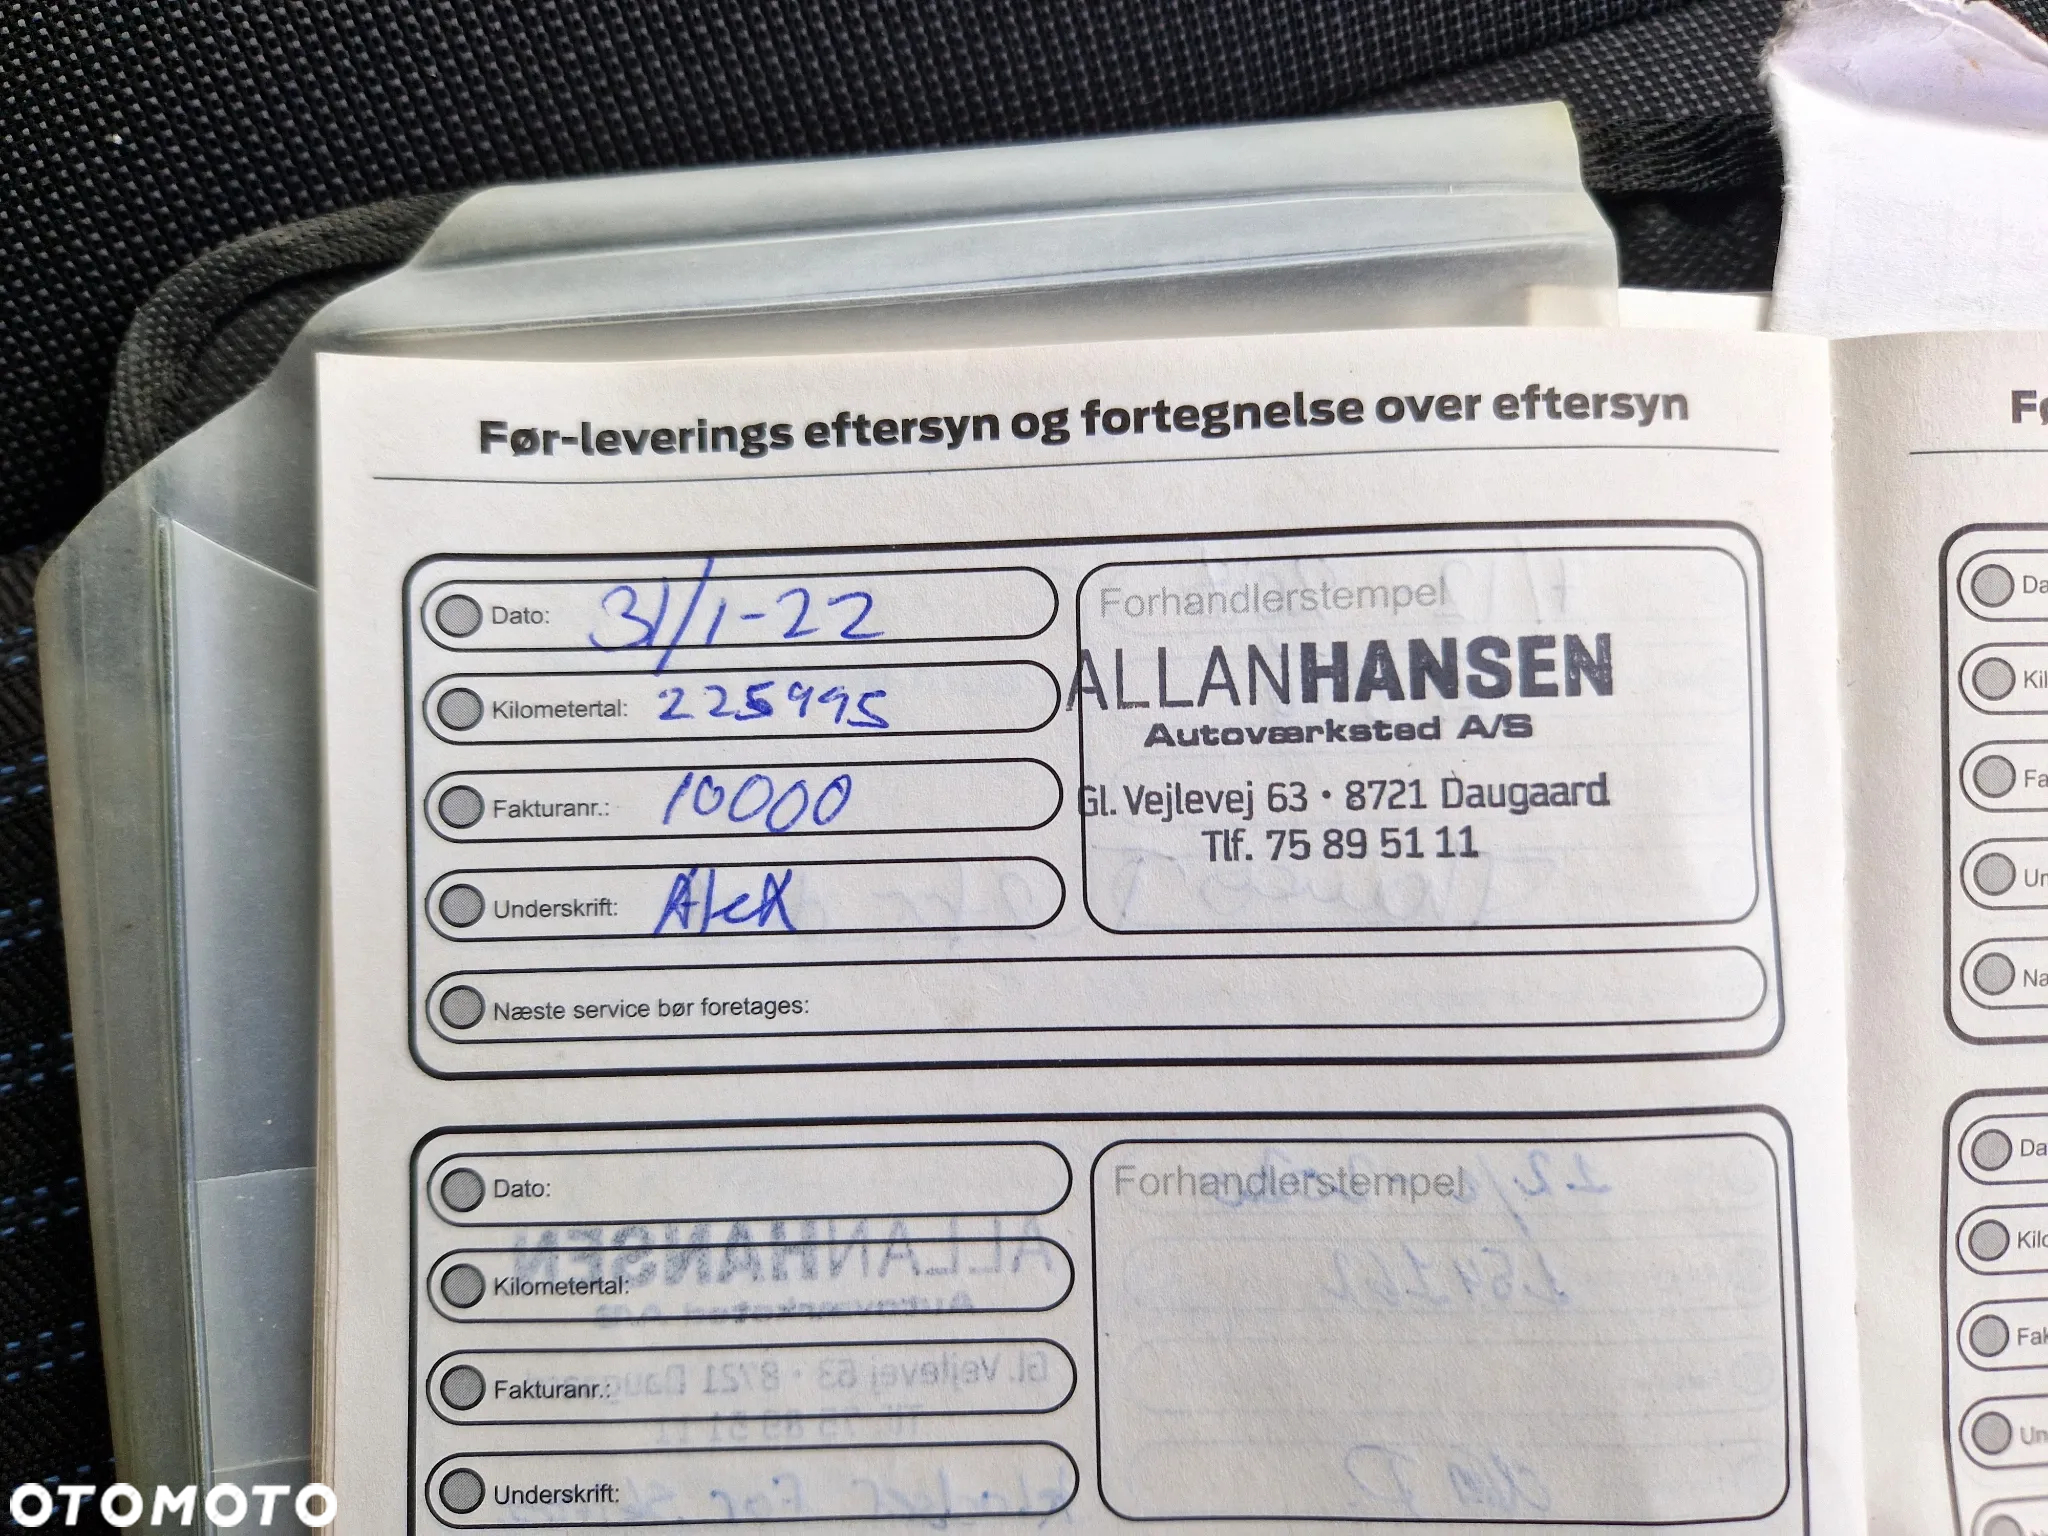 Før-leverings eftersyn og fortegnelse over eftersyn
Dato: 31/1-22
Kilometertal: 225995
Fakturanr.: 10000
Underskrift: Alex
Forhandlerstempel
ALLANHANSEN
Autoværksted A/S
Gl. Vejlevej 63 • 8721 Daugaard
Tlf. 75 89 51 11
Næste service bør foretages:
Dato:
Kilometertal:
Fakturanr.:
Underskrift:
Forhandlerstempel
OTOMOTO